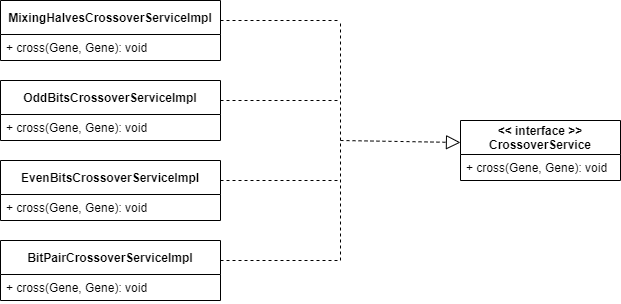 MixingHalvesCrossoverServiceImpl
+ cross(Gene, Gene): void
OddBitsCrossoverServiceImpl
+ cross(Gene, Gene): void
EvenBitsCrossoverServiceImpl
+ cross(Gene, Gene): void
BitPairCrossoverServiceImpl
+ cross(Gene, Gene): void
<< interface >>
CrossoverService
+ cross(Gene, Gene): void